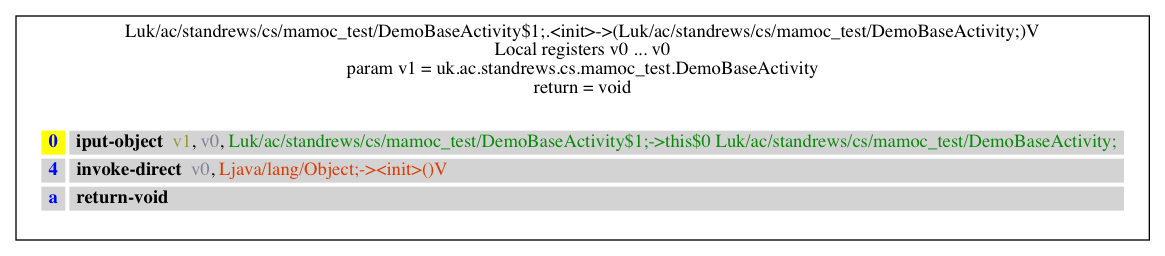 Luk/ac/standrews/cs/mamoc_test/DemoBaseActivity$1;.<init>->(Luk/ac/standrews/cs/mamoc_test/DemoBaseActivity;)V
Local registers v0 ... v0
param v1 = uk.ac.standrews.cs.mamoc_test.DemoBaseActivity
return = void
0 iput-object v1, v0, Luk/ac/standrews/cs/mamoc_test/DemoBaseActivity$1;->this$0 Luk/ac/standrews/cs/mamoc_test/DemoBaseActivity;
4 invoke-direct v0, Ljava/lang/Object;-><init>()V
a return-void